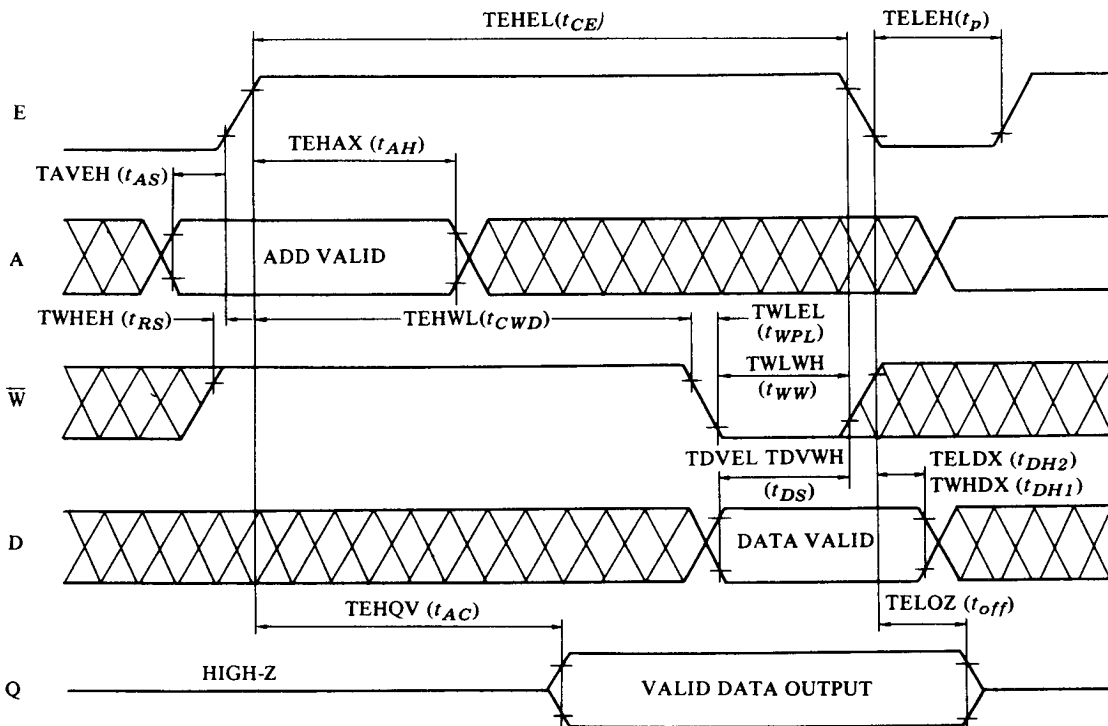 TEHEL(tCE)
TELEH(tp)
E
TEHAX (tAH)
TAVEH (tAS)
A
ADD VALID
TWHEH (tRS)
TEHWL(tCWD)
TWLEL
(tWPL)
TWLWH
(tWW)
W̅
TDVEL TDVWH
(tDS)
TELDX (tDH2)
TWHDX (tDH1)
D
DATA VALID
TEHQV (tAC)
TELOZ (toff)
HIGH-Z
Q
VALID DATA OUTPUT